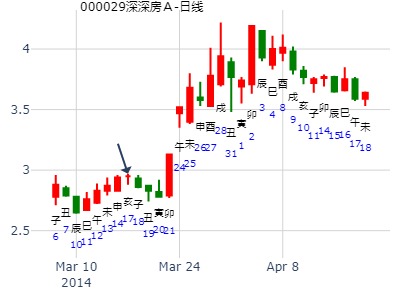 000029深深房A-日线
4
3.5
3
2.5
子
6
丑
7
辰
10
巳
11
午
12
未
13
申
14
亥
17
子
18
丑
19
寅
20
卯
21
午
24
未
25
申
26
酉
27
戌
28
丑
31
寅
1
卯
2
辰
3
巳
4
酉
8
戌
9
亥
10
子
11
卯
14
辰
15
巳
16
午
17
未
18
Mar 10
2014
Mar 24
Apr 8